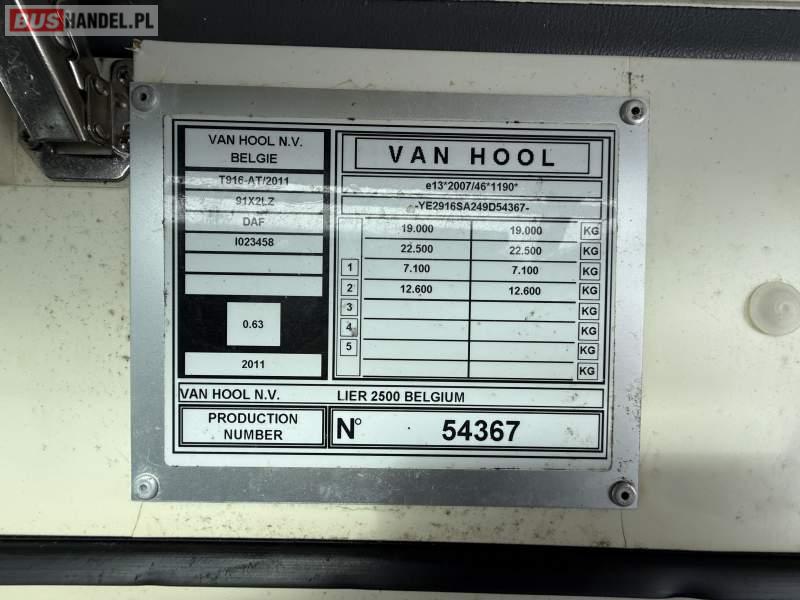 BUSHANDEL.PL
VAN HOOL N.V.
BELGIE
T916-AT/2011
91X2LZ
DAF
I023458
0.63
2011
VAN HOOL
e13*2007/46*1190*
-YE2916SA249D54367-
19.000 19.000 KG
22.500 22.500 KG
1 7.100 7.100 KG
2 12.600 12.600 KG
3 KG
4 KG
5 KG
KG
VAN HOOL N.V. LIER 2500 BELGIUM
PRODUCTION
NUMBER
N° 54367